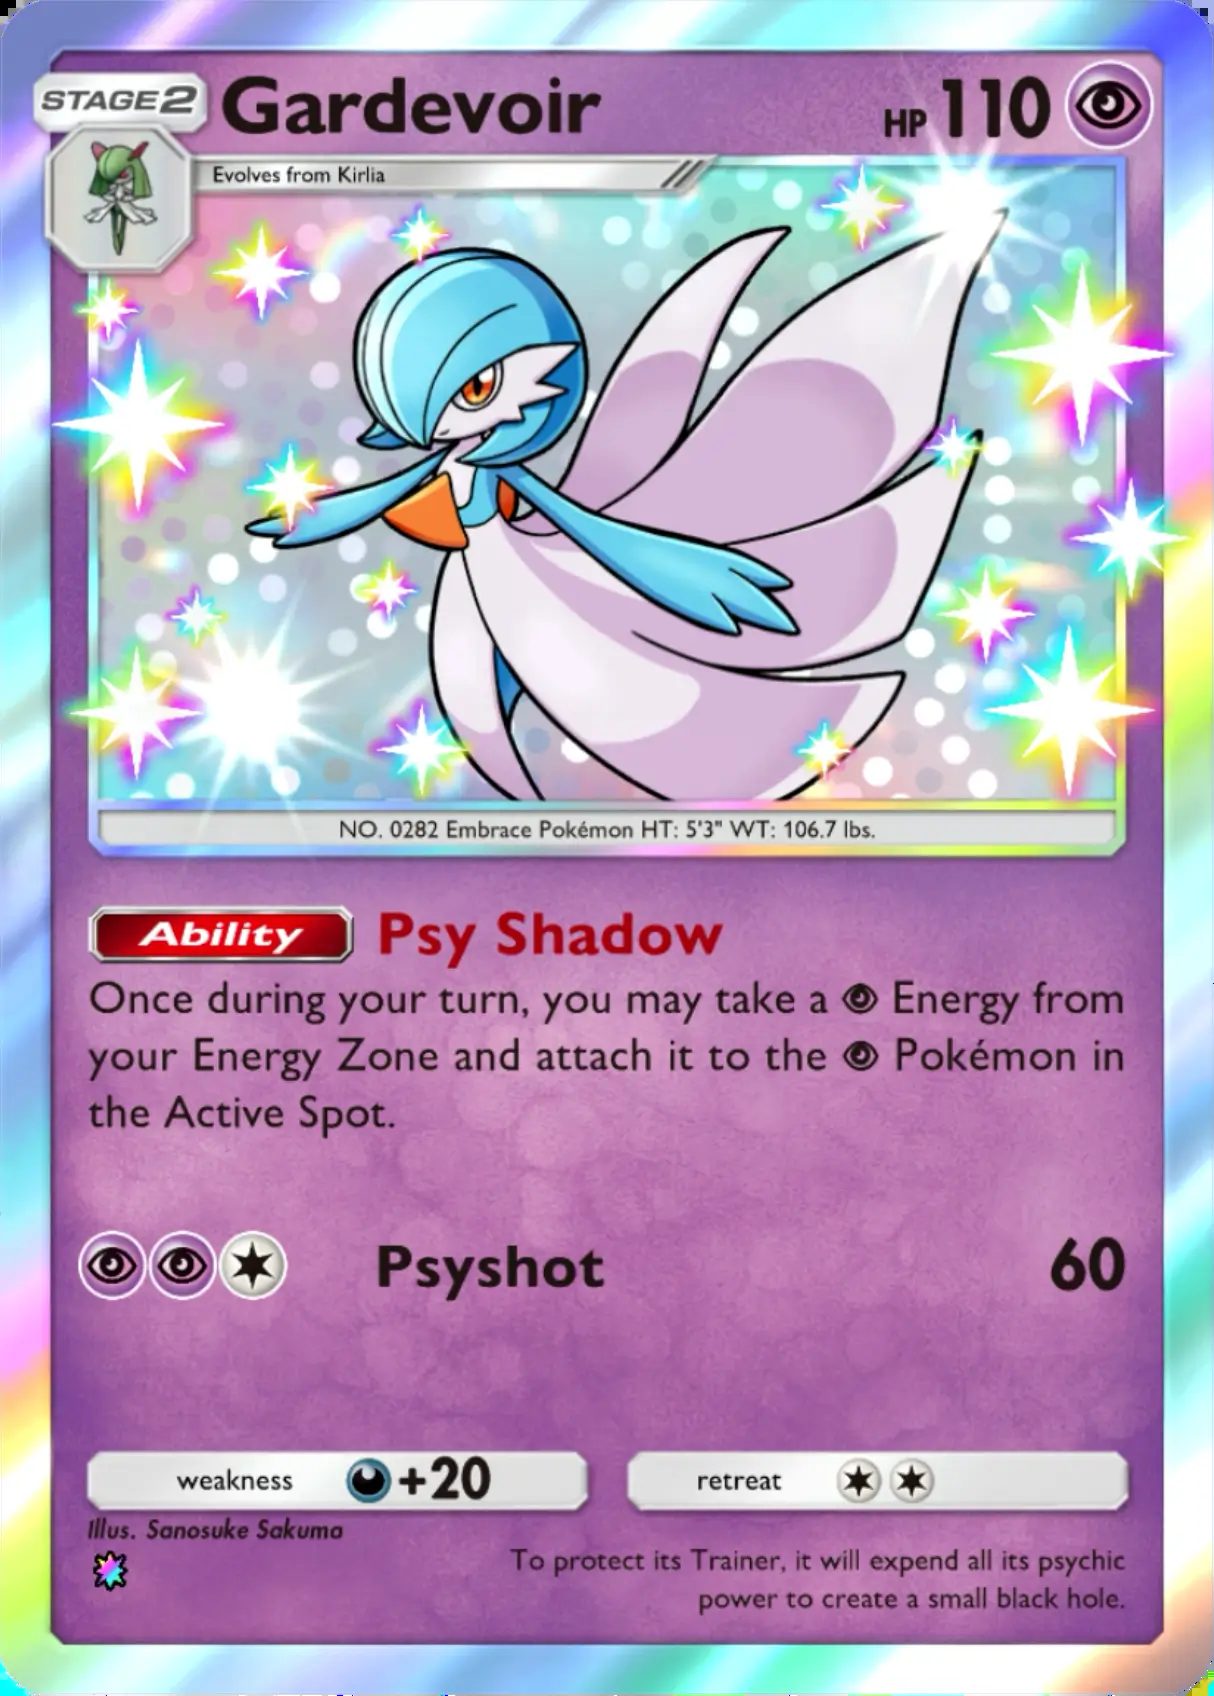 STAGE2 Gardevoir HP 110
Evolves from Kirlia
NO. 0282 Embrace Pokémon HT: 5'3" WT: 106.7 lbs.
Ability Psy Shadow
Once during your turn, you may take a Energy from
your Energy Zone and attach it to the Pokémon in
the Active Spot.
Psyshot 60
weakness +20 retreat
Illus. Sanosuke Sakuma
To protect its Trainer, it will expend all its psychic
power to create a small black hole.